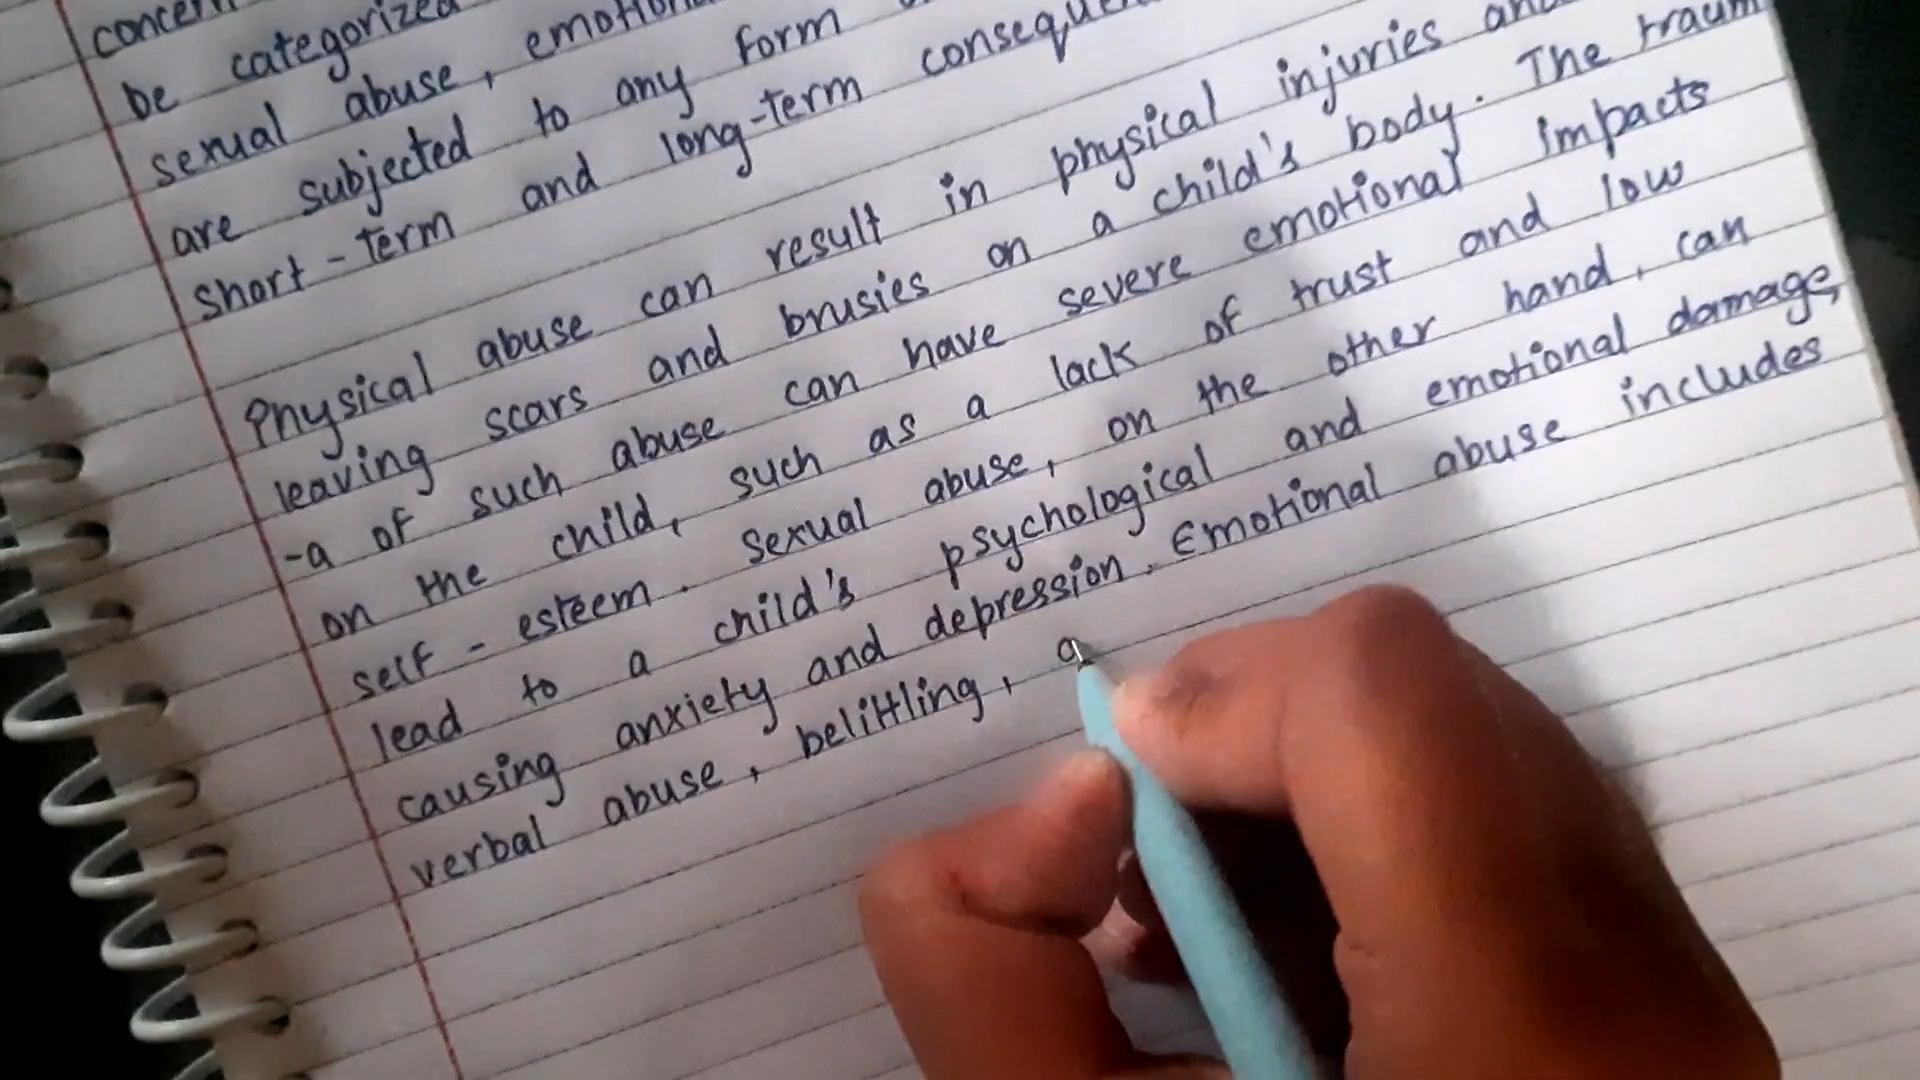 be categorized
sexual abuse, emotional
are subjected to any form
short-term and long-term
Physical abuse can result in physical injuries and
leaving scars and brusies on a child's body. The traum
-a of such abuse can have severe emotional impacts
on the child, such as a lack of trust and low
self-esteem. Sexual abuse, on the other hand, can
lead to a child's psychological and emotional damage,
causing anxiety and depression. Emotional abuse includes
verbal abuse, belittling, a